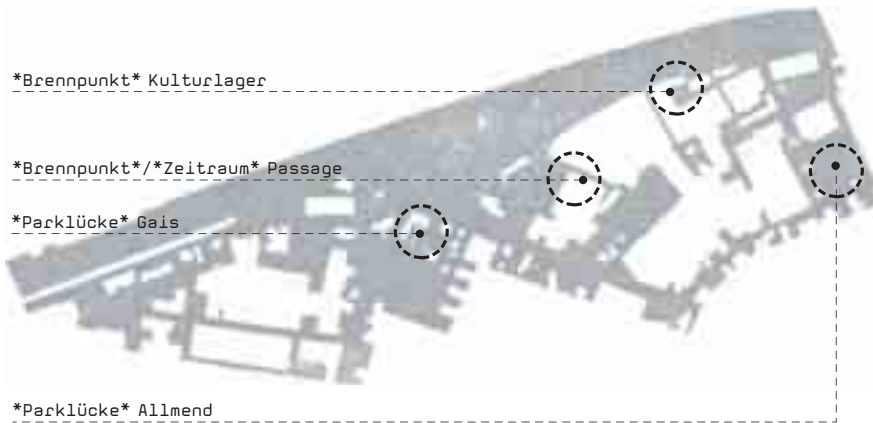 *Brennpunkt* Kulturlager
*Brennpunkt*/*Zeitraum* Passage
*Parklücke* Gais
*Parklücke* Allmend